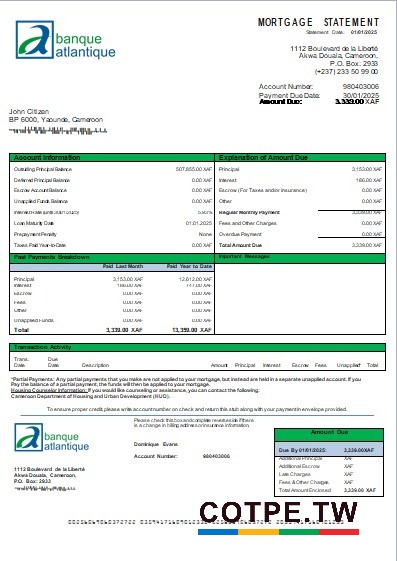 banque
atlantique
MORTGAGE STATEMENT
Statement Date: 01/01/2025
1112 Boulevard de la Liberté
Akwa Douala, Cameroon,
P.O. Box: 2933
(+237) 233 50 99 00
Account Number: 980403006
Payment Due Date: 30/01/2025
Amount Due: 3,339.00 XAF
John Citizen
BP 6000, Yaounde, Cameroon
Account Information
Outstanding Principal Balance 507,855.00 XAF
Deferred Principal Balance 0.00 XAF
Escrow Account Balance 0.00 XAF
Unapplied Funds Balance 0.00 XAF
Loan Maturity Date 01.01.2025
Prepayment Penalty None
Taxes Paid Year-to-Date 0.00 XAF
Explanation of Amount Due
Principal 3,153.00 XAF
Interest 186.00 XAF
Escrow (For Taxes and/or Insurance) 0.00 XAF
Other 0.00 XAF
Regular Monthly Payment 3,339.00 XAF
Fees and Other Charges 0.00 XAF
Overdue Payment 0.00 XAF
Total Amount Due 3,339.00 XAF
Past Payments Breakdown
Paid Last Month Paid Year to Date
Principal 3,153.00 XAF 12,612.00 XAF
Interest 186.00 XAF 747.00 XAF
Escrow 0.00 XAF 0.00 XAF
Fees 0.00 XAF 0.00 XAF
Other 0.00 XAF 0.00 XAF
Unapplied Funds 0.00 XAF 0.00 XAF
Total 3,339.00 XAF 13,359.00 XAF
Important Messages
Transaction Activity
Trans. Date Due Date Description Amount Principal Interest Escrow Fees Unapplied* Total
*Partial Payments: Any partial payments that you make are not applied to your mortgage, but instead are held in a separate unapplied account. If you
Pay the balance of a partial payment, the funds will then be applied to your mortgage.
Housing Counselor Information: If you would like counseling or assistance, you can contact the following:
Cameroon Department of Housing and Urban Development (HUD).
To ensure proper credit please write account number on check and return this stub along with your payment in envelope provided.
banque
atlantique
1112 Boulevard de la Liberté
Akwa Douala, Cameroon,
P.O. Box: 2933
Please check this box and complete reverse side if there
is a change in billing address or insurance information.
Dominique Evans
Account Number: 980403006
Amount Due
Due By 01/01/2025: 3,339.00XAF
Additional Principal XAF
Additional Escrow XAF
Late Charges XAF
Fees & Other Charges XAF
Total Amount Enclosed 3,339.00 XAF
COTPE.TW